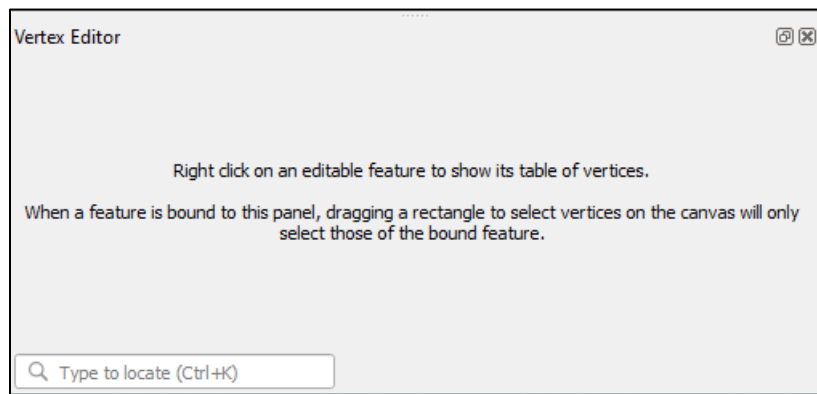 Vertex Editor
Right click on an editable feature to show its table of vertices.
When a feature is bound to this panel, dragging a rectangle to select vertices on the canvas will only
select those of the bound feature.
Type to locate (Ctrl+K)